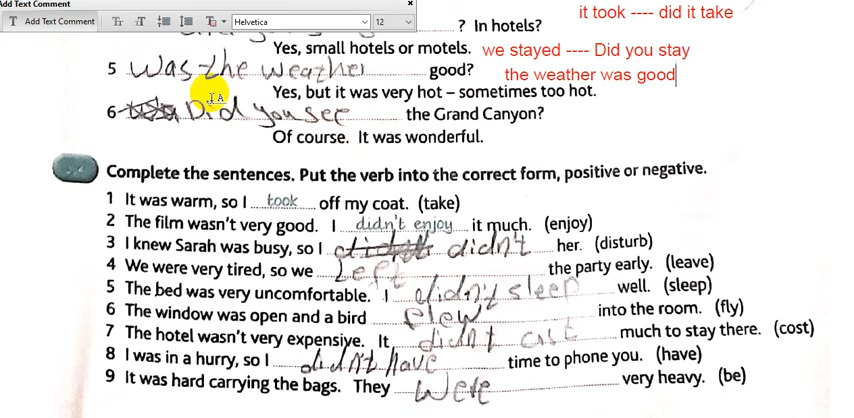 Add Text Comment
it took ---- did it take
T Add Text Comment Helvetica 12
? In hotels?
Yes, small hotels or motels. we stayed ---- Did you stay
5 Was the weather good? the weather was good
Yes, but it was very hot – sometimes too hot.
6 Did you see the Grand Canyon?
Of course. It was wonderful.
Complete the sentences. Put the verb into the correct form, positive or negative.
1 It was warm, so I took off my coat. (take)
2 The film wasn't very good. I didn't enjoy it much. (enjoy)
3 I knew Sarah was busy, so I didn't her. (disturb)
4 We were very tired, so we Left the party early. (leave)
5 The bed was very uncomfortable. I didn't sleep well. (sleep)
6 The window was open and a bird flew into the room. (fly)
7 The hotel wasn't very expensive. It didn't cost much to stay there. (cost)
8 I was in a hurry, so I didn't have time to phone you. (have)
9 It was hard carrying the bags. They were very heavy. (be)